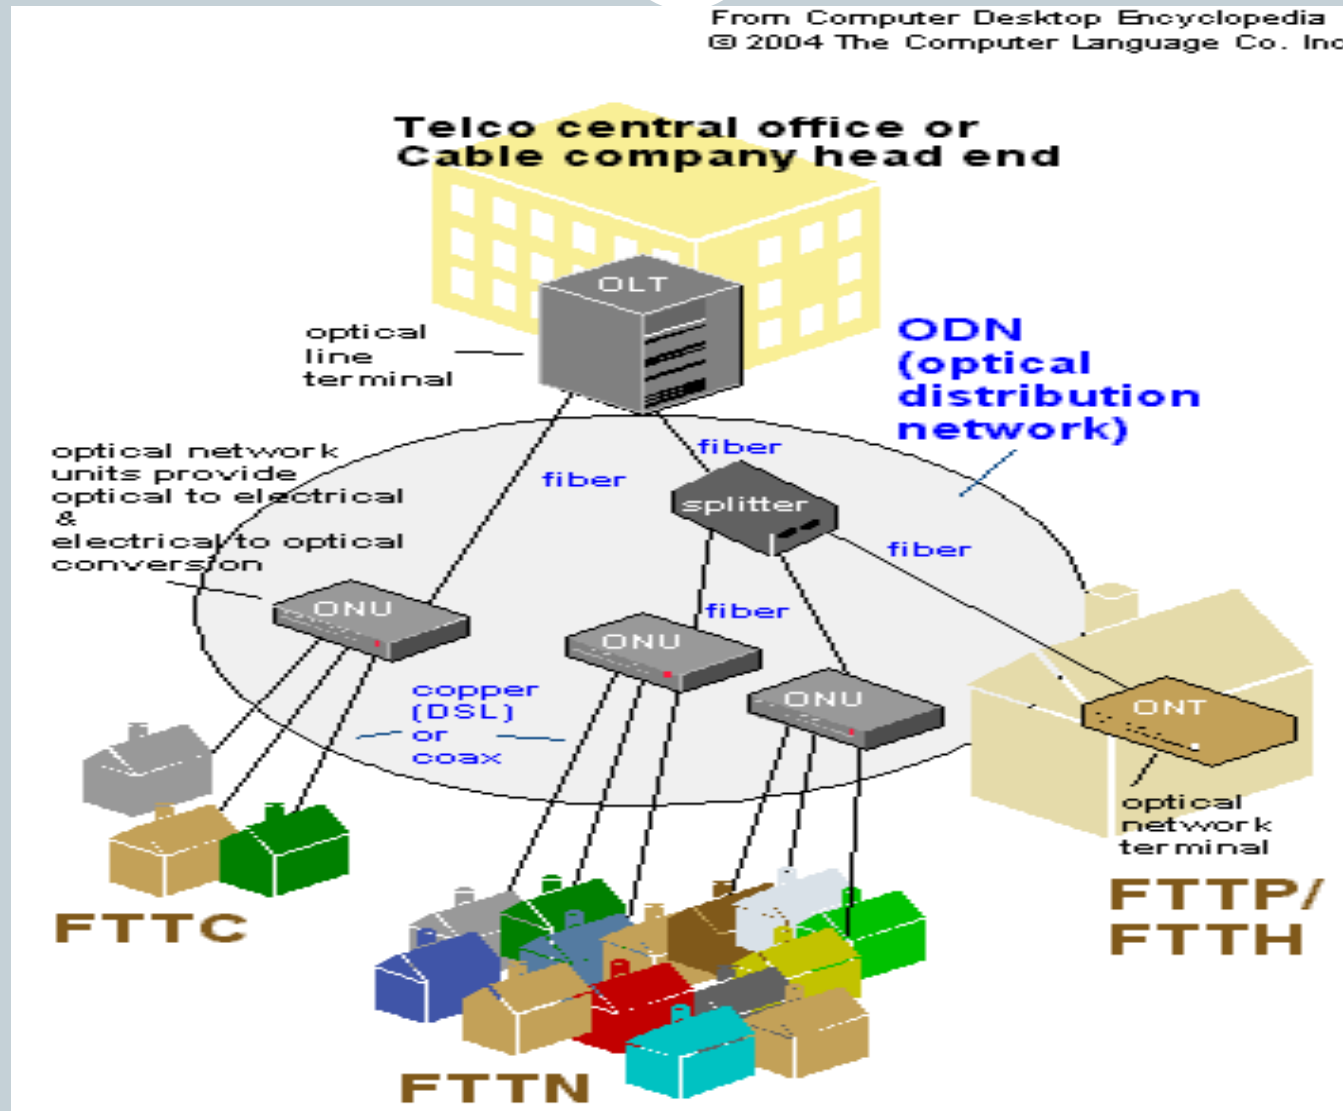 From Computer Desktop Encyclopedia
© 2004 The Computer Language Co. Inc
Telco central office or
Cable company head end
OLT
optical
line
terminal
ODN
(optical
distribution
network)
optical network
units provide
optical to electrical
&
electrical to optical
conversion
fiber
fiber
splitter
fiber
fiber
ONU
ONU
ONU
ONT
copper
(DSL)
or
coax
optical
network
terminal
FTTC
FTTP/
FTTH
FTTN